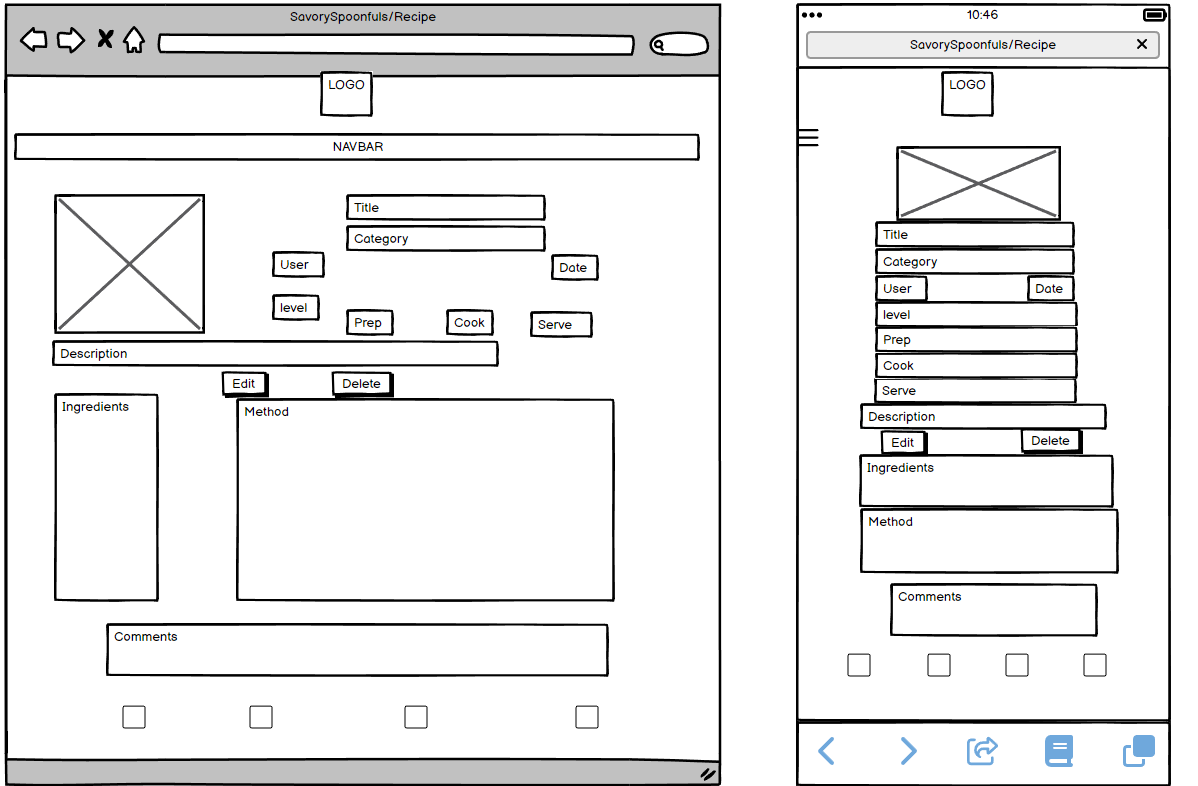 SavorySpoonfuls/Recipe
LOGO
NAVBAR
Title
Category
User
Date
level
Prep
Cook
Serve
Description
Edit
Delete
Ingredients
Method
Comments
10:46
SavorySpoonfuls/Recipe
LOGO
Title
Category
User
Date
level
Prep
Cook
Serve
Description
Edit
Delete
Ingredients
Method
Comments